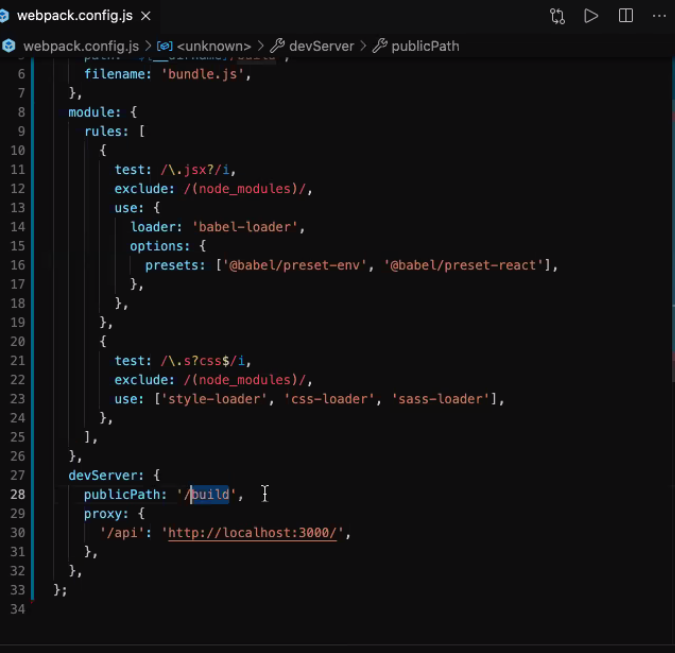 webpack.config.js
webpack.config.js > <unknown> > devServer > publicPath
6 filename: 'bundle.js',
7 },
8 module: {
9 rules: [
10 {
11 test: /\.jsx?/i,
12 exclude: /(node_modules)/,
13 use: {
14 loader: 'babel-loader',
15 options: {
16 presets: ['@babel/preset-env', '@babel/preset-react'],
17 },
18 },
19 },
20 {
21 test: /\.s?css$/i,
22 exclude: /(node_modules)/,
23 use: ['style-loader', 'css-loader', 'sass-loader'],
24 },
25 ],
26 },
27 devServer: {
28 publicPath: '/build',
29 proxy: {
30 '/api': 'http://localhost:3000/',
31 },
32 },
33 };
34